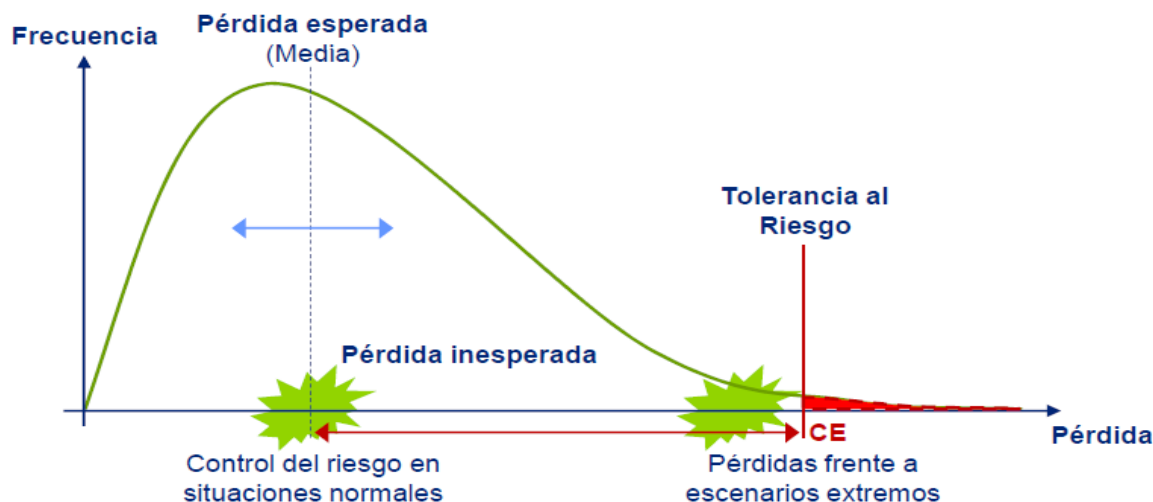 Pérdida esperada
(Media)
Frecuencia
Tolerancia al
Riesgo
Pérdida inesperada
CE
Pérdida
Control del riesgo en
situaciones normales
Pérdidas frente a
escenarios extremos